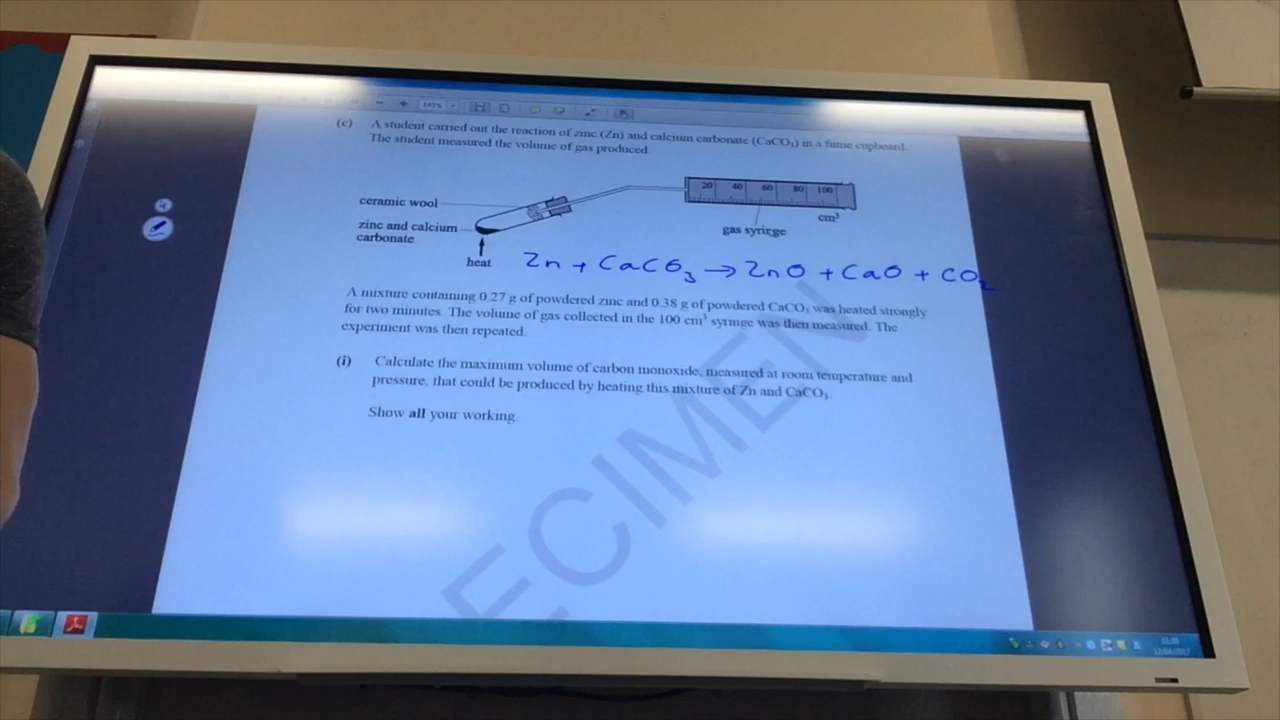 145%
(c) A student carried out the reaction of zinc (Zn) and calcium carbonate (CaCO₃) in a fume cupboard.
The student measured the volume of gas produced.
20 40 60 80 100
ceramic wool
cm³
zinc and calcium
carbonate
gas syringe
heat
Zn + CaCO₃ → ZnO + CaO + CO₂
A mixture containing 0.27 g of powdered zinc and 0.38 g of powdered CaCO₃ was heated strongly
for two minutes. The volume of gas collected in the 100 cm³ syringe was then measured. The
experiment was then repeated.
(i) Calculate the maximum volume of carbon monoxide, measured at room temperature and
pressure, that could be produced by heating this mixture of Zn and CaCO₃.
Show all your working.
ECIMEN